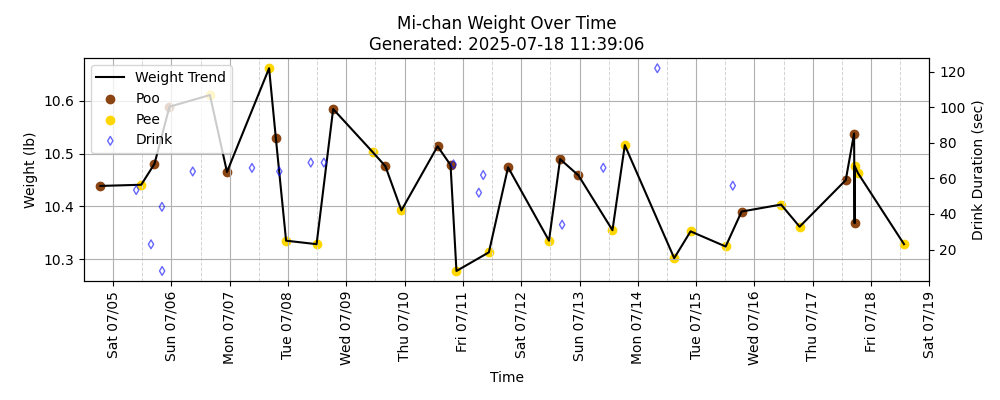 Mi-chan Weight Over Time
Generated: 2025-07-18 11:39:06
Weight Trend
Poo
Pee
Drink
Weight (lb)
10.6
10.5
10.4
10.3
Drink Duration (sec)
120
100
80
60
40
20
Sat 07/05
Sun 07/06
Mon 07/07
Tue 07/08
Wed 07/09
Thu 07/10
Fri 07/11
Sat 07/12
Sun 07/13
Mon 07/14
Tue 07/15
Wed 07/16
Thu 07/17
Fri 07/18
Sat 07/19
Time